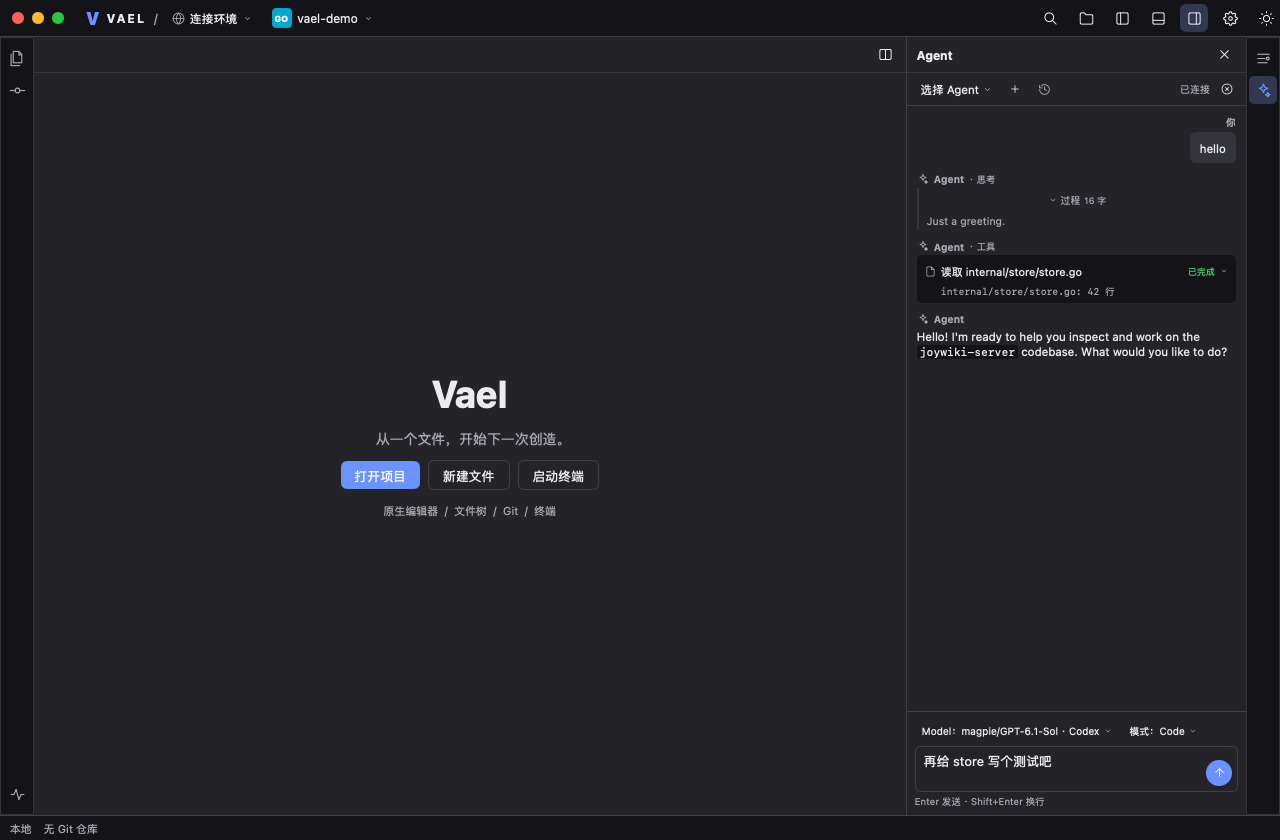 VAEL / 连接环境 GO vael-demo
Agent
选择 Agent 已连接
你
hello
Agent · 思考
过程 16 字
Just a greeting.
Agent · 工具
读取 internal/store/store.go 已完成
internal/store/store.go: 42 行
Agent
Hello! I'm ready to help you inspect and work on the
joywiki-server codebase. What would you like to do?
Vael
从一个文件，开始下一次创造。
打开项目 新建文件 启动终端
原生编辑器 / 文件树 / Git / 终端
Model: magpie/GPT-6.1-Sol · Codex 模式: Code
再给 store 写个测试吧
Enter 发送 · Shift+Enter 换行
本地 无 Git 仓库